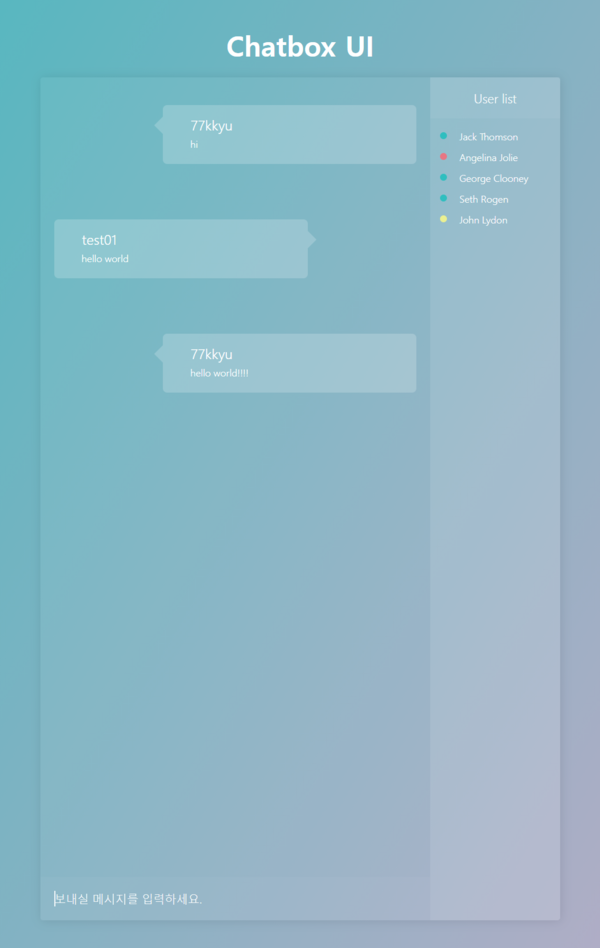 Chatbox UI
77kkyu
hi
test01
hello world
77kkyu
hello world!!!!
보내실 메시지를 입력하세요.
User list
Jack Thomson
Angelina Jolie
George Clooney
Seth Rogen
John Lydon